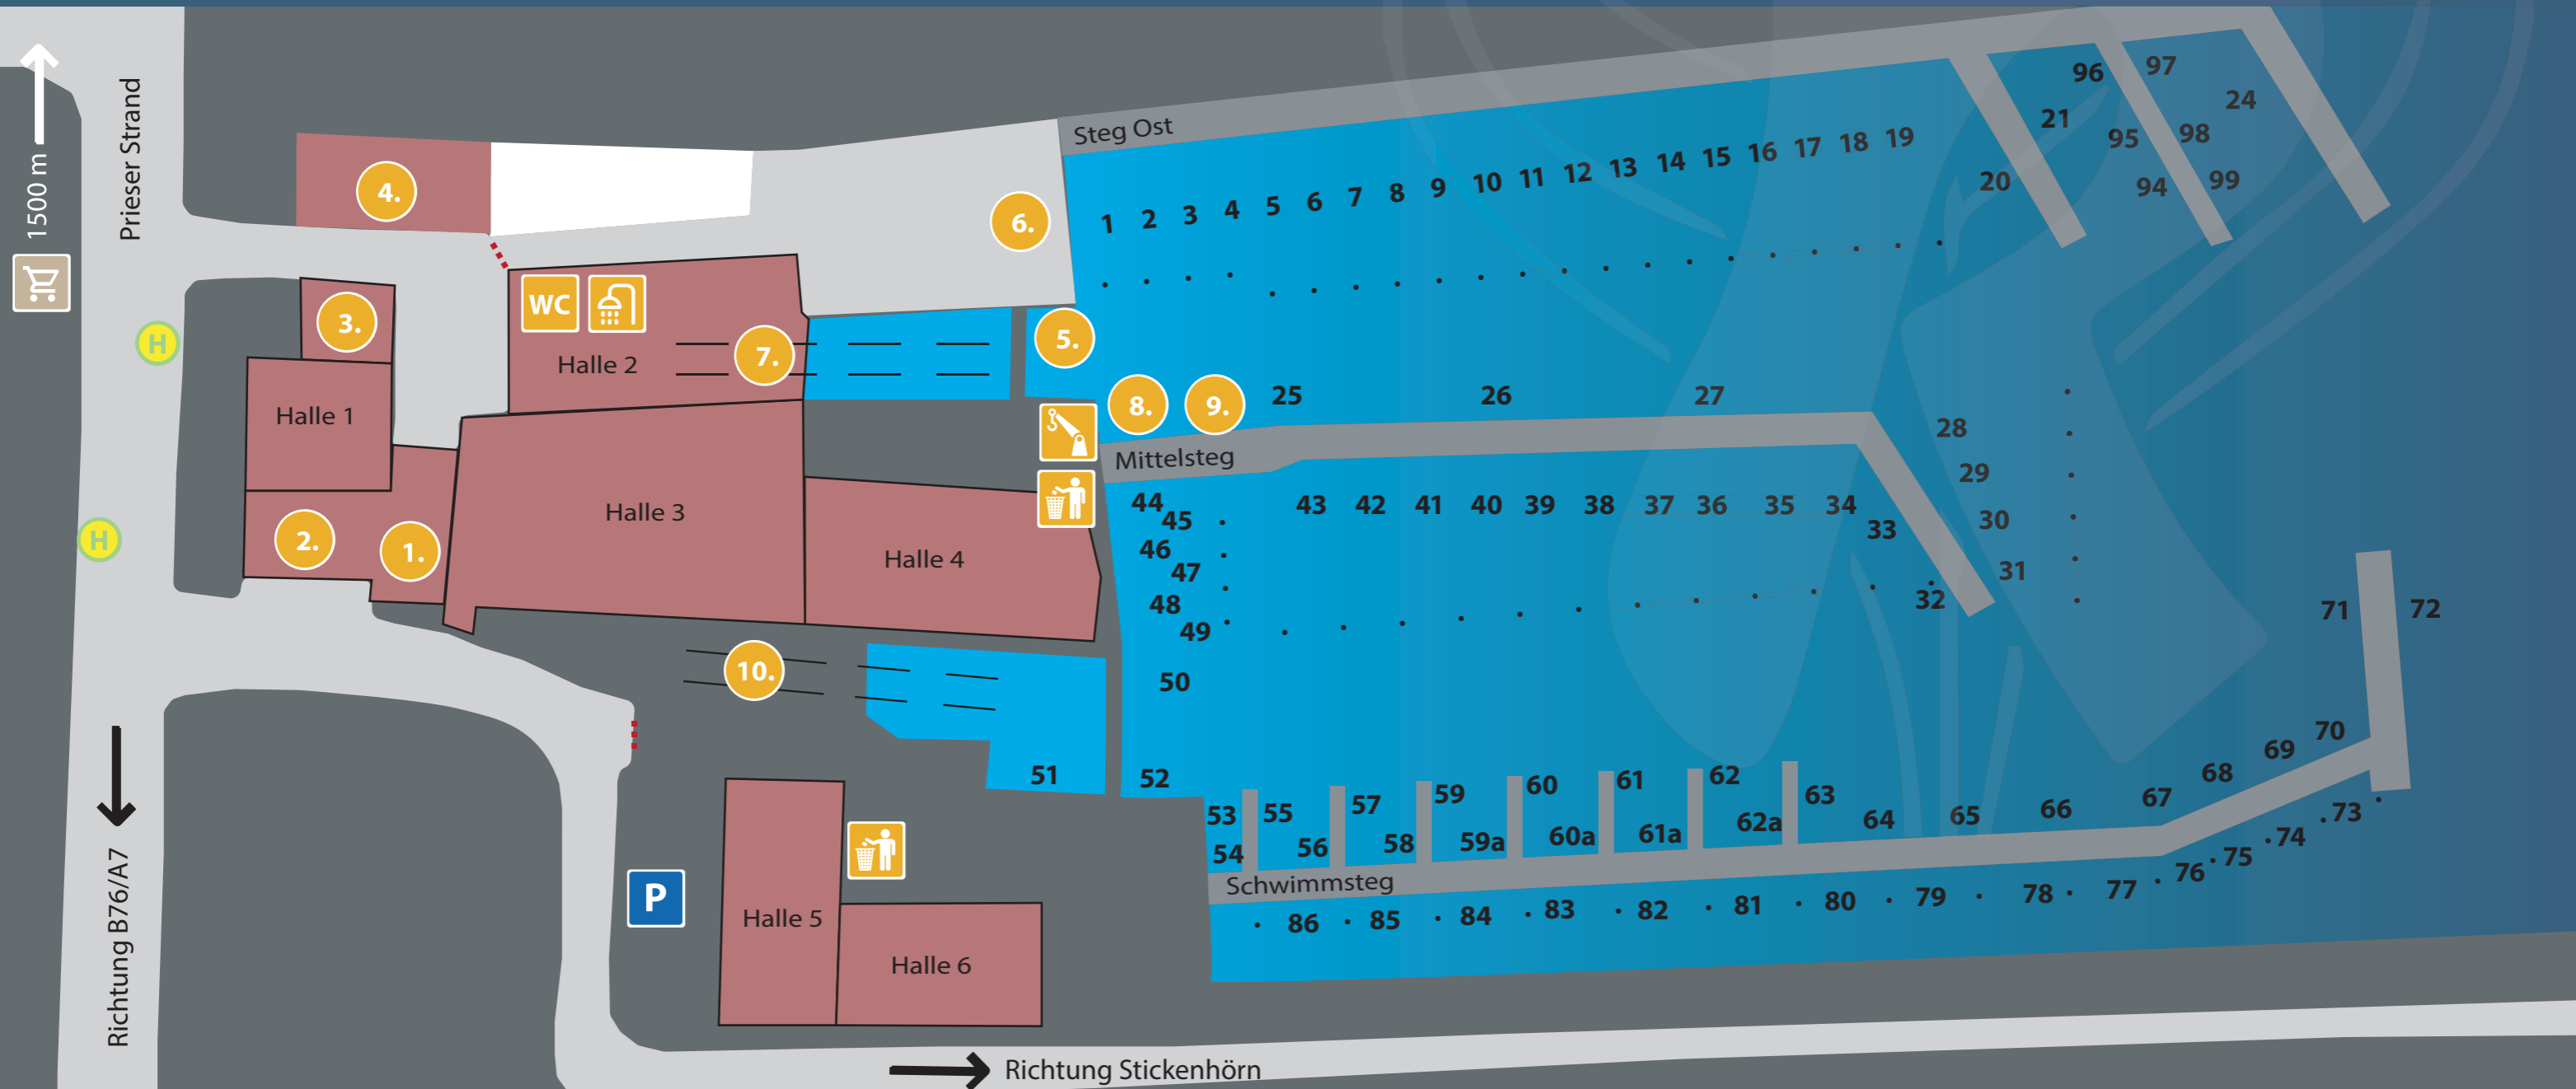 Prieser Strand
1500 m
Richtung B76/A7
H
H
4.
3.
Halle 1
2.
1.
WC
Halle 2
7.
Halle 3
Halle 4
10.
P
Halle 5
Halle 6
Richtung Stickenhörn
6.
5.
8.
9.
Steg Ost
1 2 3 4 5 6 7 8 9 10 11 12 13 14 15 16 17 18 19
20
21
96
97
24
95
98
94
99
25 26 27
28
29
30
31
Mittelsteg
44
45
46
47
48
49
50
43 42 41 40 39 38 37 36 35 34
33
32
51
52
53 55 57 59 60 61 62 63
54 56 58 59a 60a 61a 62a 64 65 66 67 68 69 70
71 72
Schwimmsteg
86 85 84 83 82 81 80 79 78 77 76 75 74 73